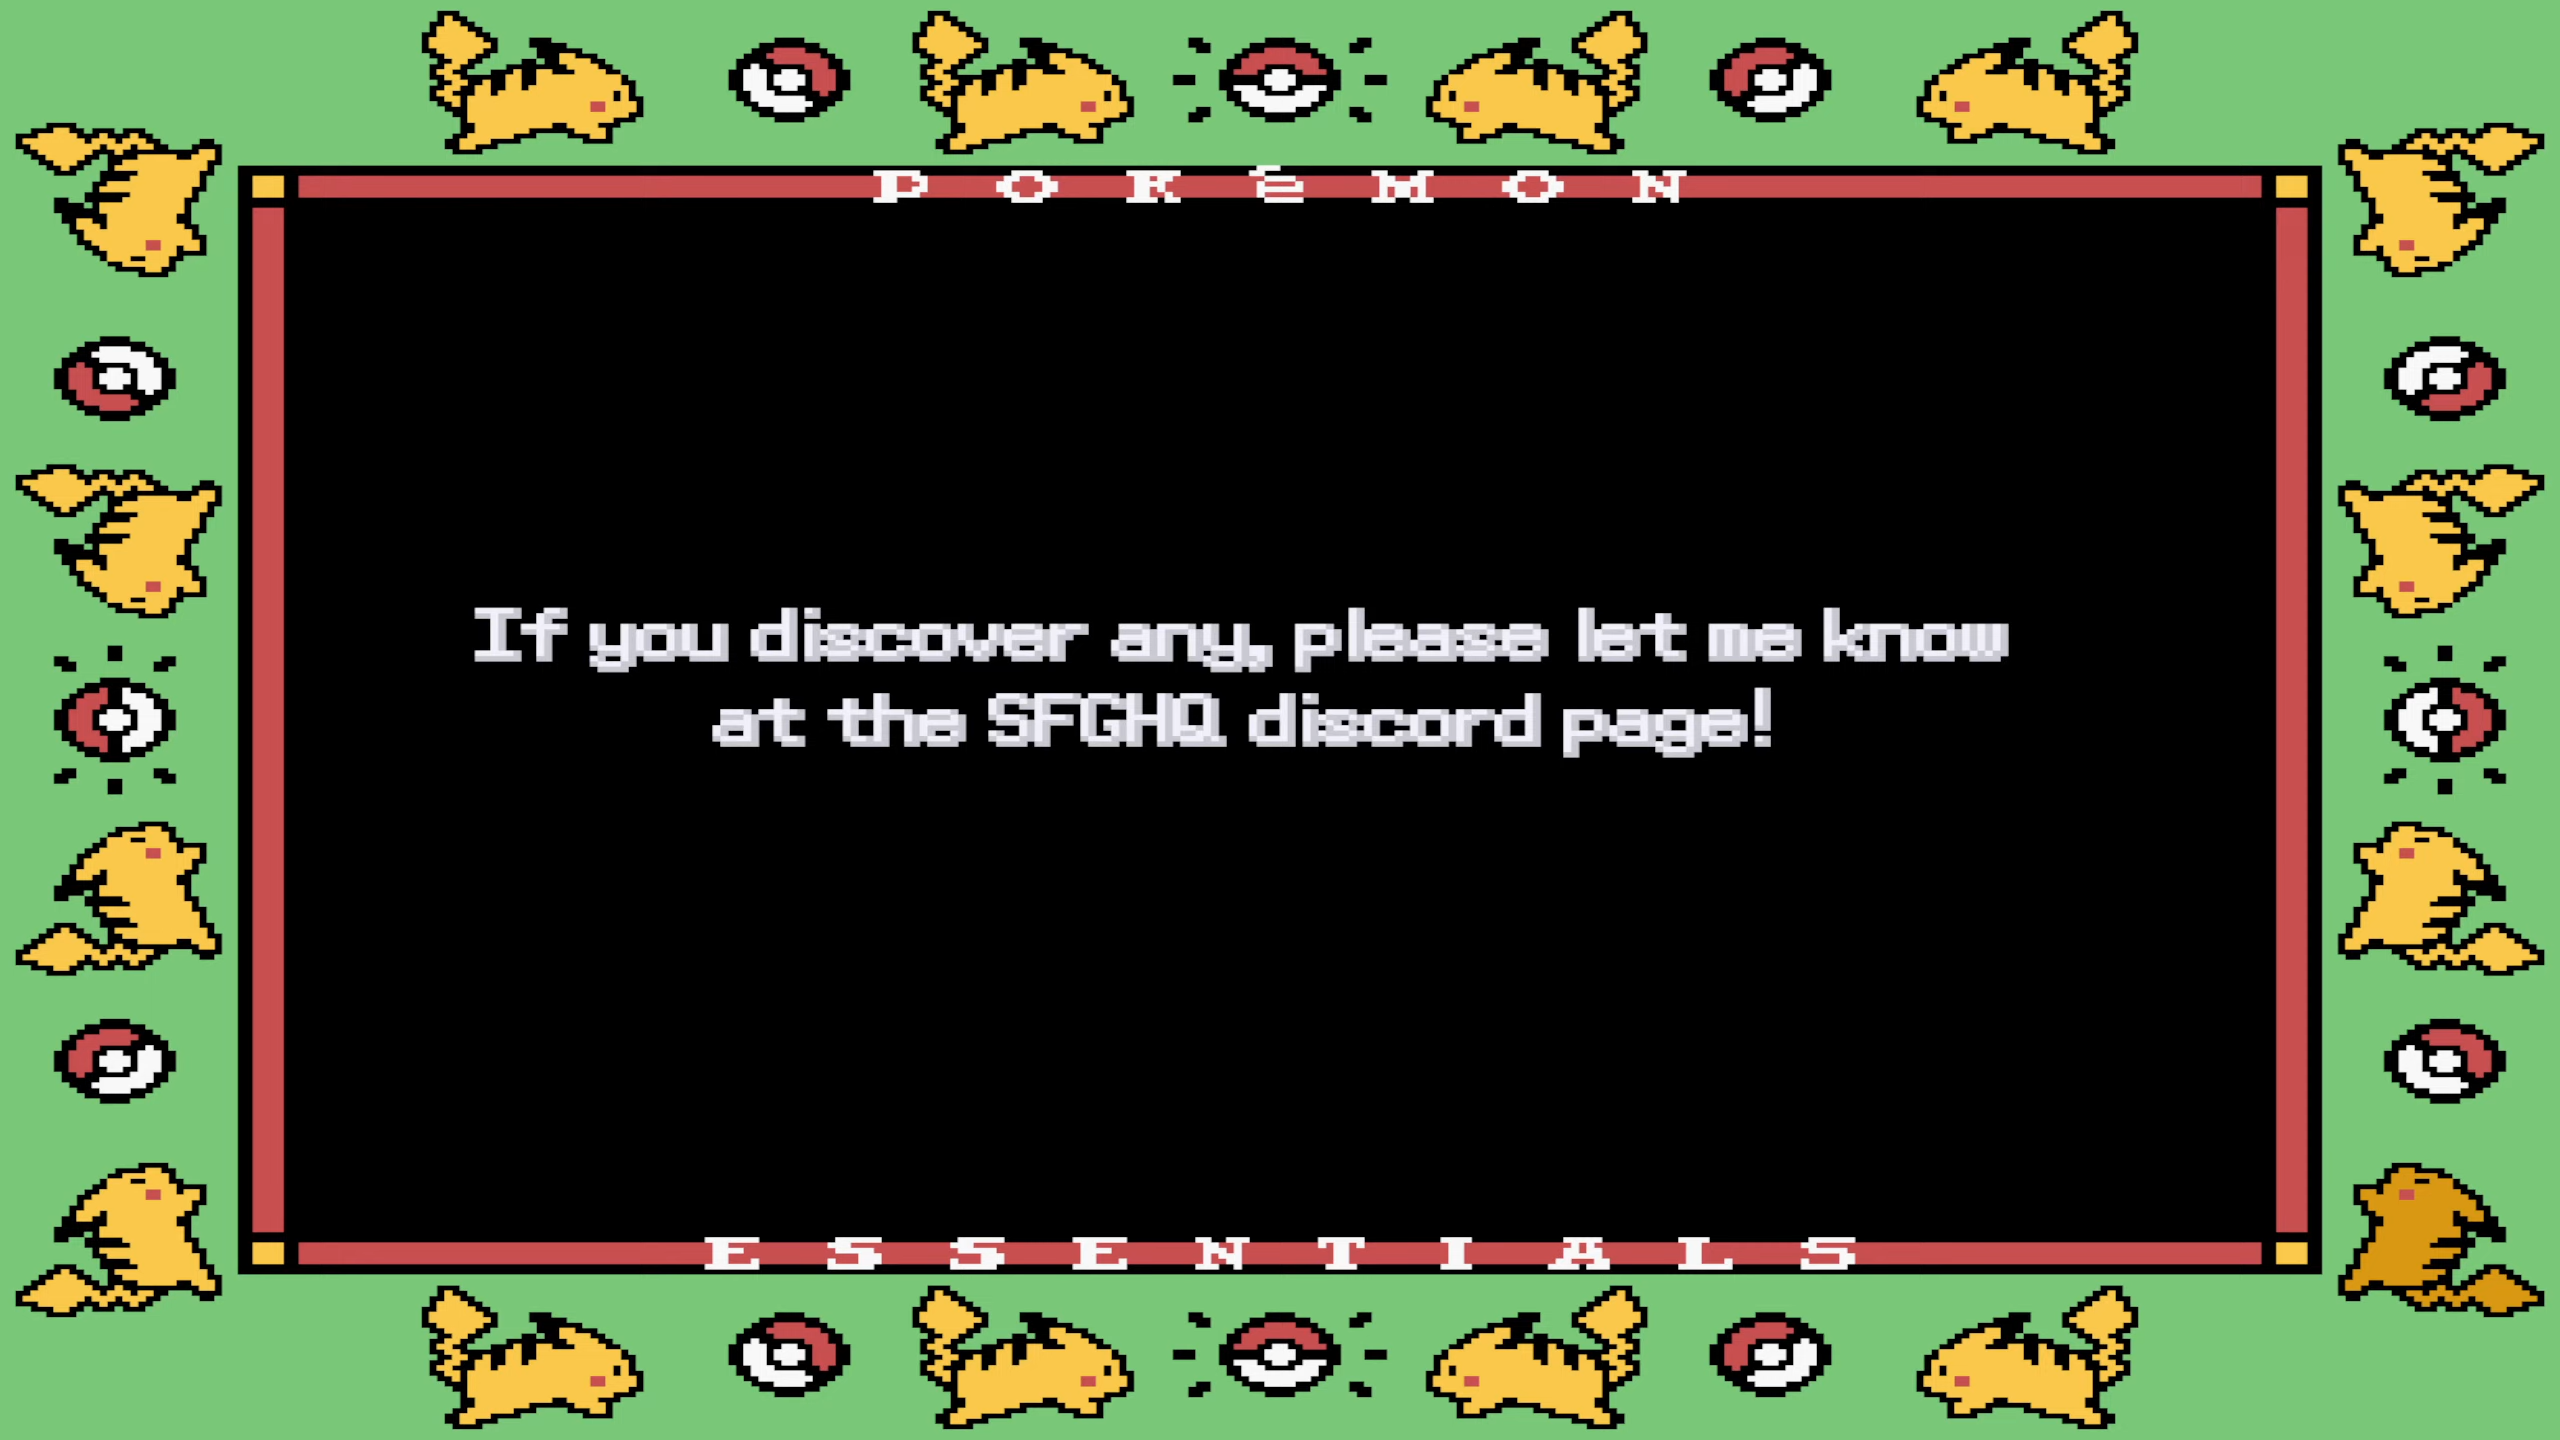 POKéMON
If you discover any, please let me know
at the SFGHQ discord page!
ESSENTIALS